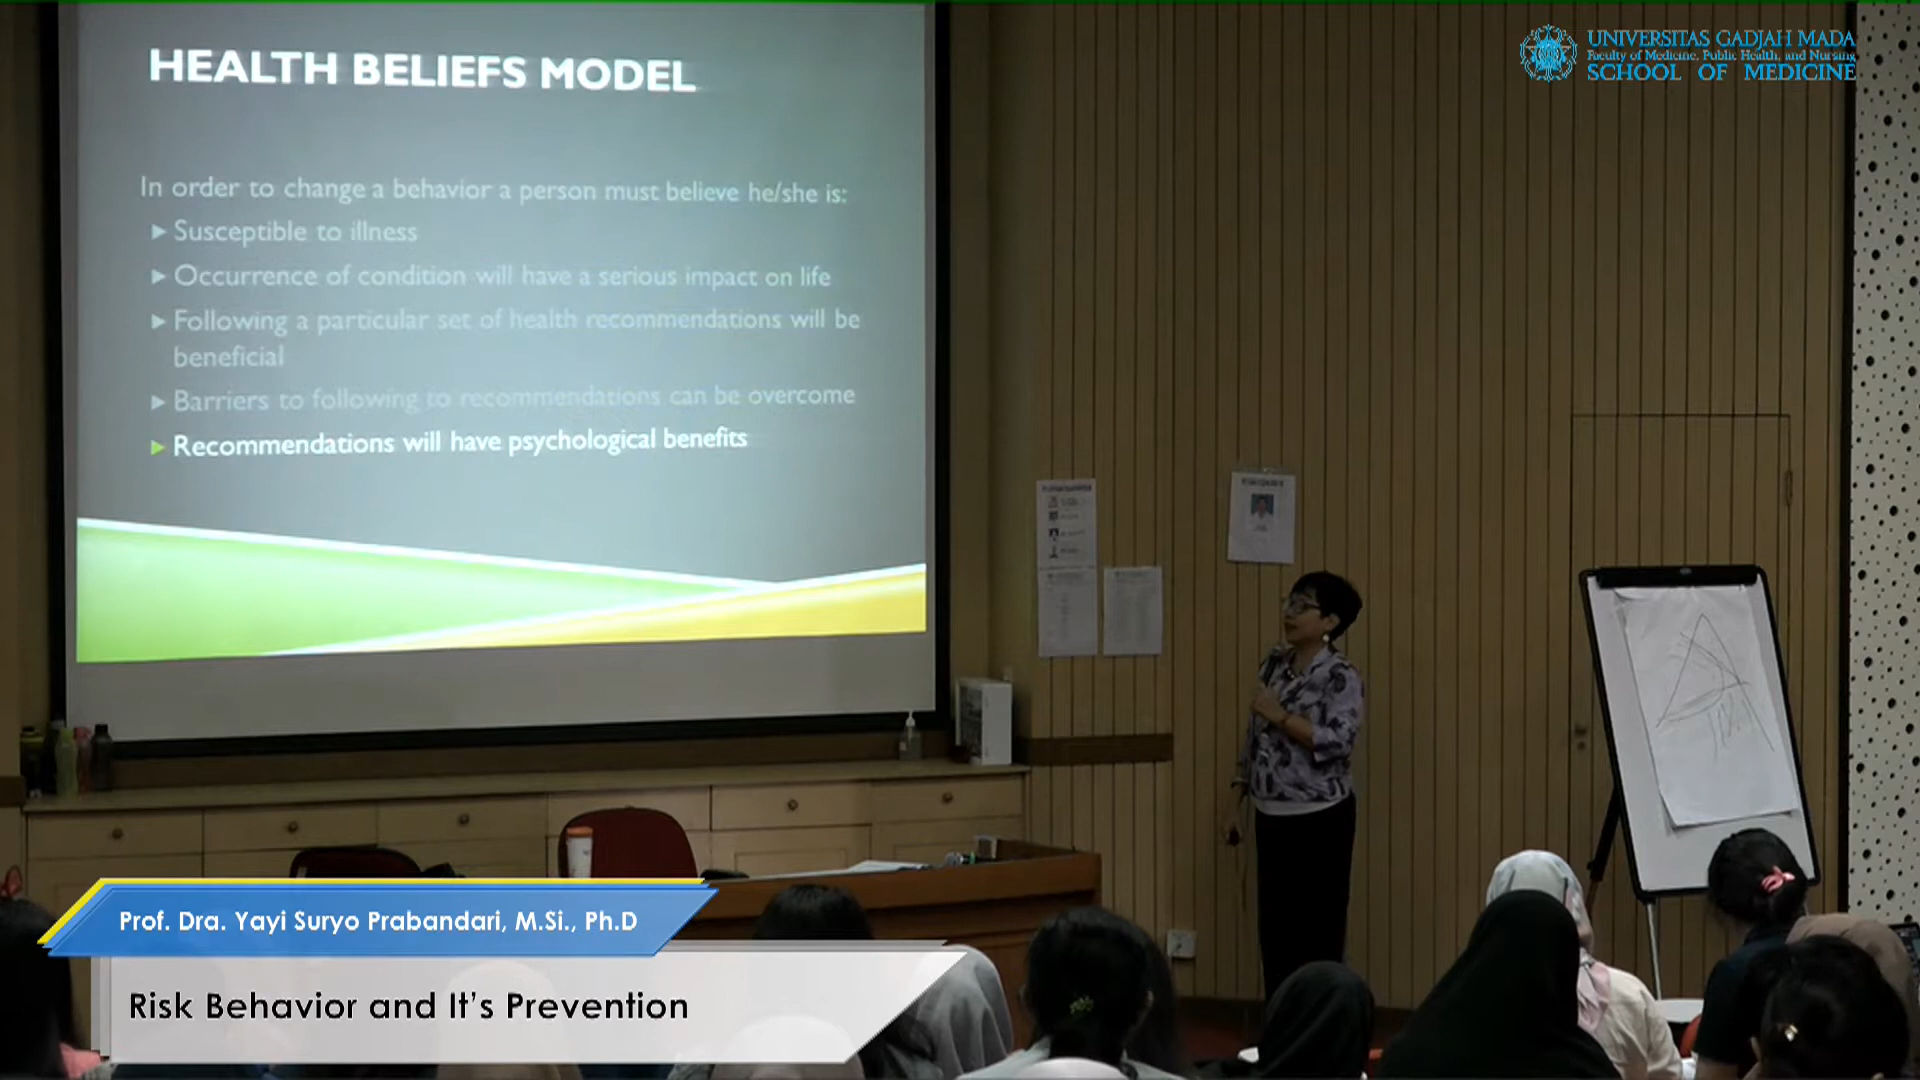 HEALTH BELIEFS MODEL
In order to change a behavior a person must believe he/she is:
▶ Susceptible to illness
▶ Occurrence of condition will have a serious impact on life
▶ Following a particular set of health recommendations will be
beneficial
▶ Barriers to following to recommendations can be overcome
▶ Recommendations will have psychological benefits
UNIVERSITAS GADJAH MADA
Faculty of Medicine, Public Health, and Nursing
SCHOOL OF MEDICINE
Prof. Dra. Yayi Suryo Prabandari, M.Si., Ph.D
Risk Behavior and It's Prevention